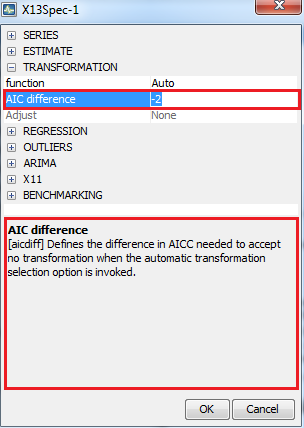 X13Spec-1
SERIES
ESTIMATE
TRANSFORMATION
function Auto
AIC difference -2
Adjust None
REGRESSION
OUTLIERS
ARIMA
X11
BENCHMARKING
AIC difference
[aicdiff] Defines the difference in AICC needed to accept
no transformation when the automatic transformation
selection option is invoked.
OK Cancel